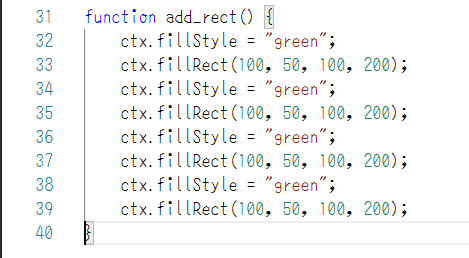 31 function add_rect() {
32     ctx.fillStyle = "green";
33     ctx.fillRect(100, 50, 100, 200);
34     ctx.fillStyle = "green";
35     ctx.fillRect(100, 50, 100, 200);
36     ctx.fillStyle = "green";
37     ctx.fillRect(100, 50, 100, 200);
38     ctx.fillStyle = "green";
39     ctx.fillRect(100, 50, 100, 200);
40 }